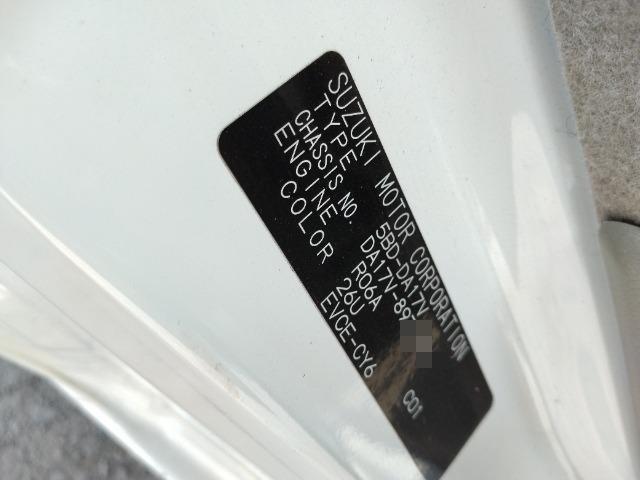 SUZUKI MOTOR CORPORATION
TYPE 5BD-DA17V
CHASSIS NO. DA17V-89
ENGINE R06A
COLOR 26U
EVCE-CY6 C01